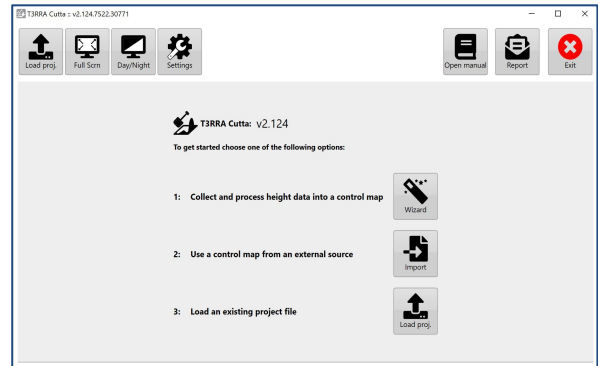 T3RRA Cutta :: v2.124.7522.30771
Load proj.
Full Scrn
Day/Night
Settings
Open manual
Report
Exit
T3RRA Cutta: v2.124
To get started choose one of the following options:
1: Collect and process height data into a control map
Wizard
2: Use a control map from an external source
Import
3: Load an existing project file
Load proj.